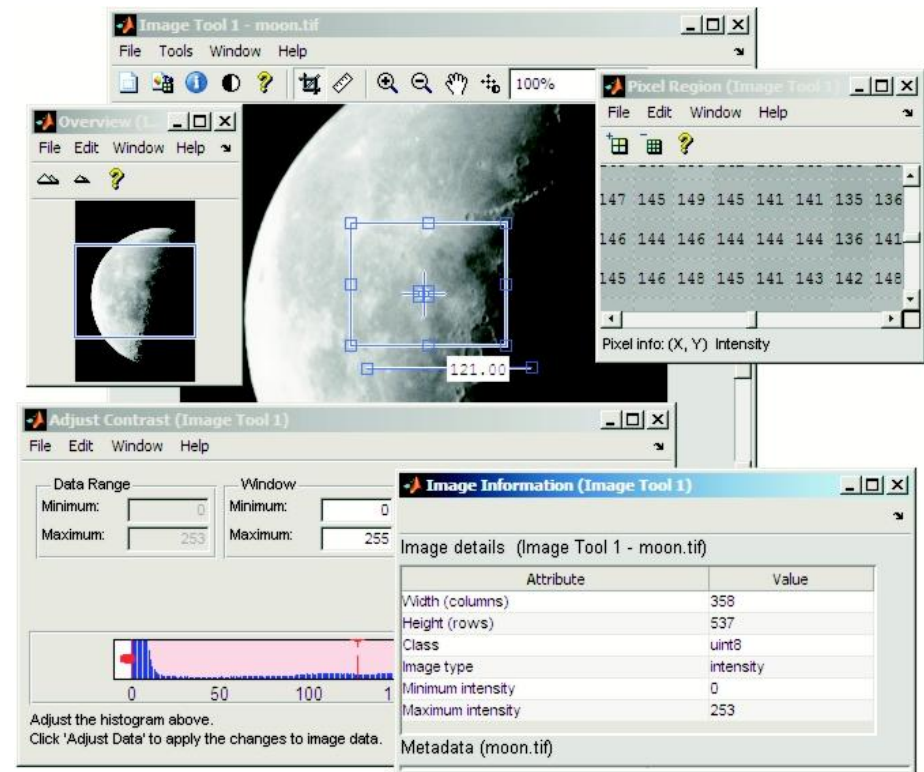 Image Tool 1 - moon.tif
File Tools Window Help
100%
Overview (1...
File Edit Window Help
Pixel Region (Image Tool 1)
File Edit Window Help
147 145 149 145 141 141 135 136
146 144 146 144 144 144 136 141
145 146 148 145 141 143 142 148
Pixel info: (X, Y) Intensity
121.00
Adjust Contrast (Image Tool 1)
File Edit Window Help
Data Range
Minimum: 0
Maximum: 253
Window
Minimum: 0
Maximum: 255
0 50 100 1
Adjust the histogram above.
Click 'Adjust Data' to apply the changes to image data.
Image Information (Image Tool 1)
Image details (Image Tool 1 - moon.tif)
Attribute Value
Width (columns) 358
Height (rows) 537
Class uint8
Image type intensity
Minimum intensity 0
Maximum intensity 253
Metadata (moon.tif)